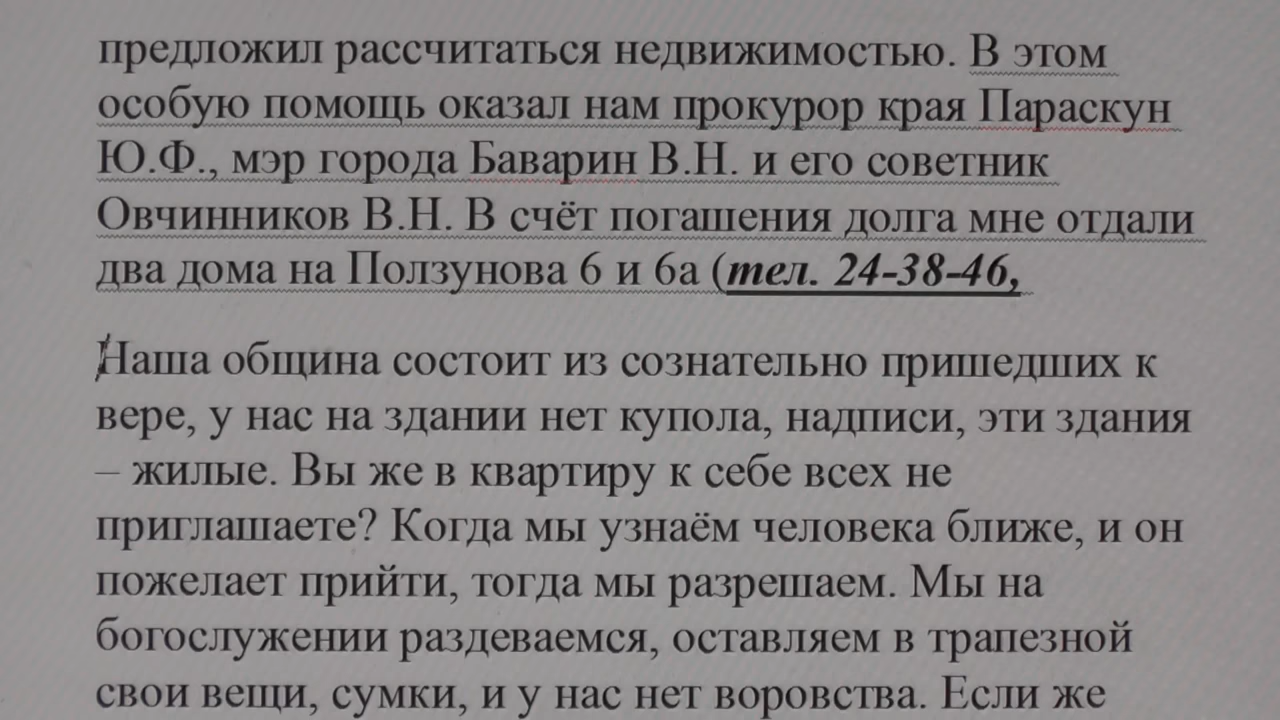 предложил рассчитаться недвижимостью. В этом
особую помощь оказал нам прокурор края Параскун
Ю.Ф., мэр города Баварин В.Н. и его советник
Овчинников В.Н. В счёт погашения долга мне отдали
два дома на Ползунова 6 и 6а (тел. 24-38-46,
Наша община состоит из сознательно пришедших к
вере, у нас на здании нет купола, надписи, эти здания
– жилые. Вы же в квартиру к себе всех не
приглашаете? Когда мы узнаём человека ближе, и он
пожелает прийти, тогда мы разрешаем. Мы на
богослужении раздеваемся, оставляем в трапезной
свои вещи, сумки, и у нас нет воровства. Если же